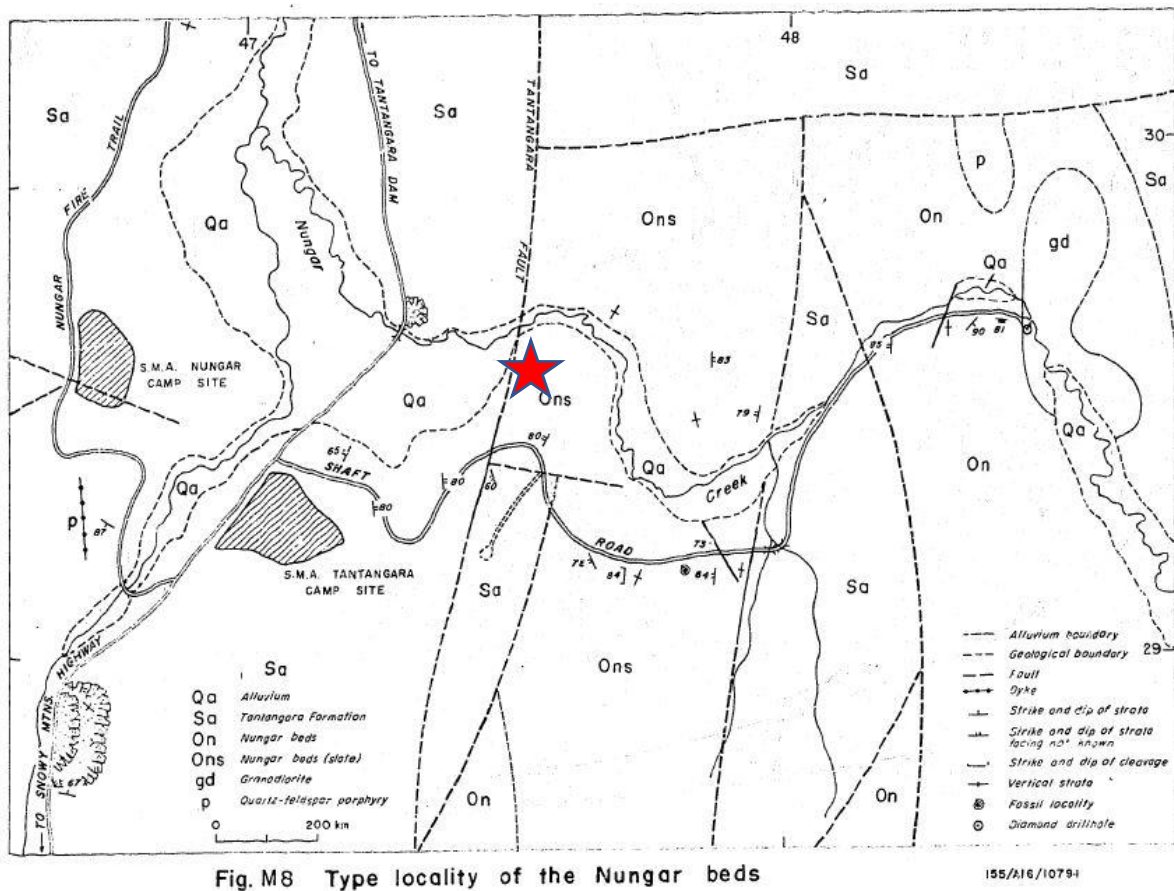 47
48
Sa
Sa
Sa
30
Sa
FIRE
TRAIL
NUNGAR
TO TANTANGARA DAM
TANTANGARA
FAULT
Qa
Nungar
Ons
On
p
gd
Qa
Sa
S.M.A. NUNGAR
CAMP SITE
Qa
Ons
83
95
90
81
79
65
80
80
80
60
SHAFT
ROAD
Qa
Creek
Qa
On
Qa
p
87
S.M.A. TANTANGARA
CAMP SITE
73
84
84
Sa
Sa
Ons
On
On
29
HIGHWAY
TO SNOWY MTNS.
67
Sa
Qa Alluvium
Sa Tantangara Formation
On Nungar beds
Ons Nungar beds (slate)
gd Granodiorite
p Quartz-feldspar porphyry
0 200 km
Alluvium boundary
Geological boundary
Fault
Dyke
Strike and dip of strata
Strike and dip of strata
facing not known
Strike and dip of cleavage
Vertical strata
Fossil locality
Diamond drillhole
Fig. M8 Type locality of the Nungar beds
155/A16/1079